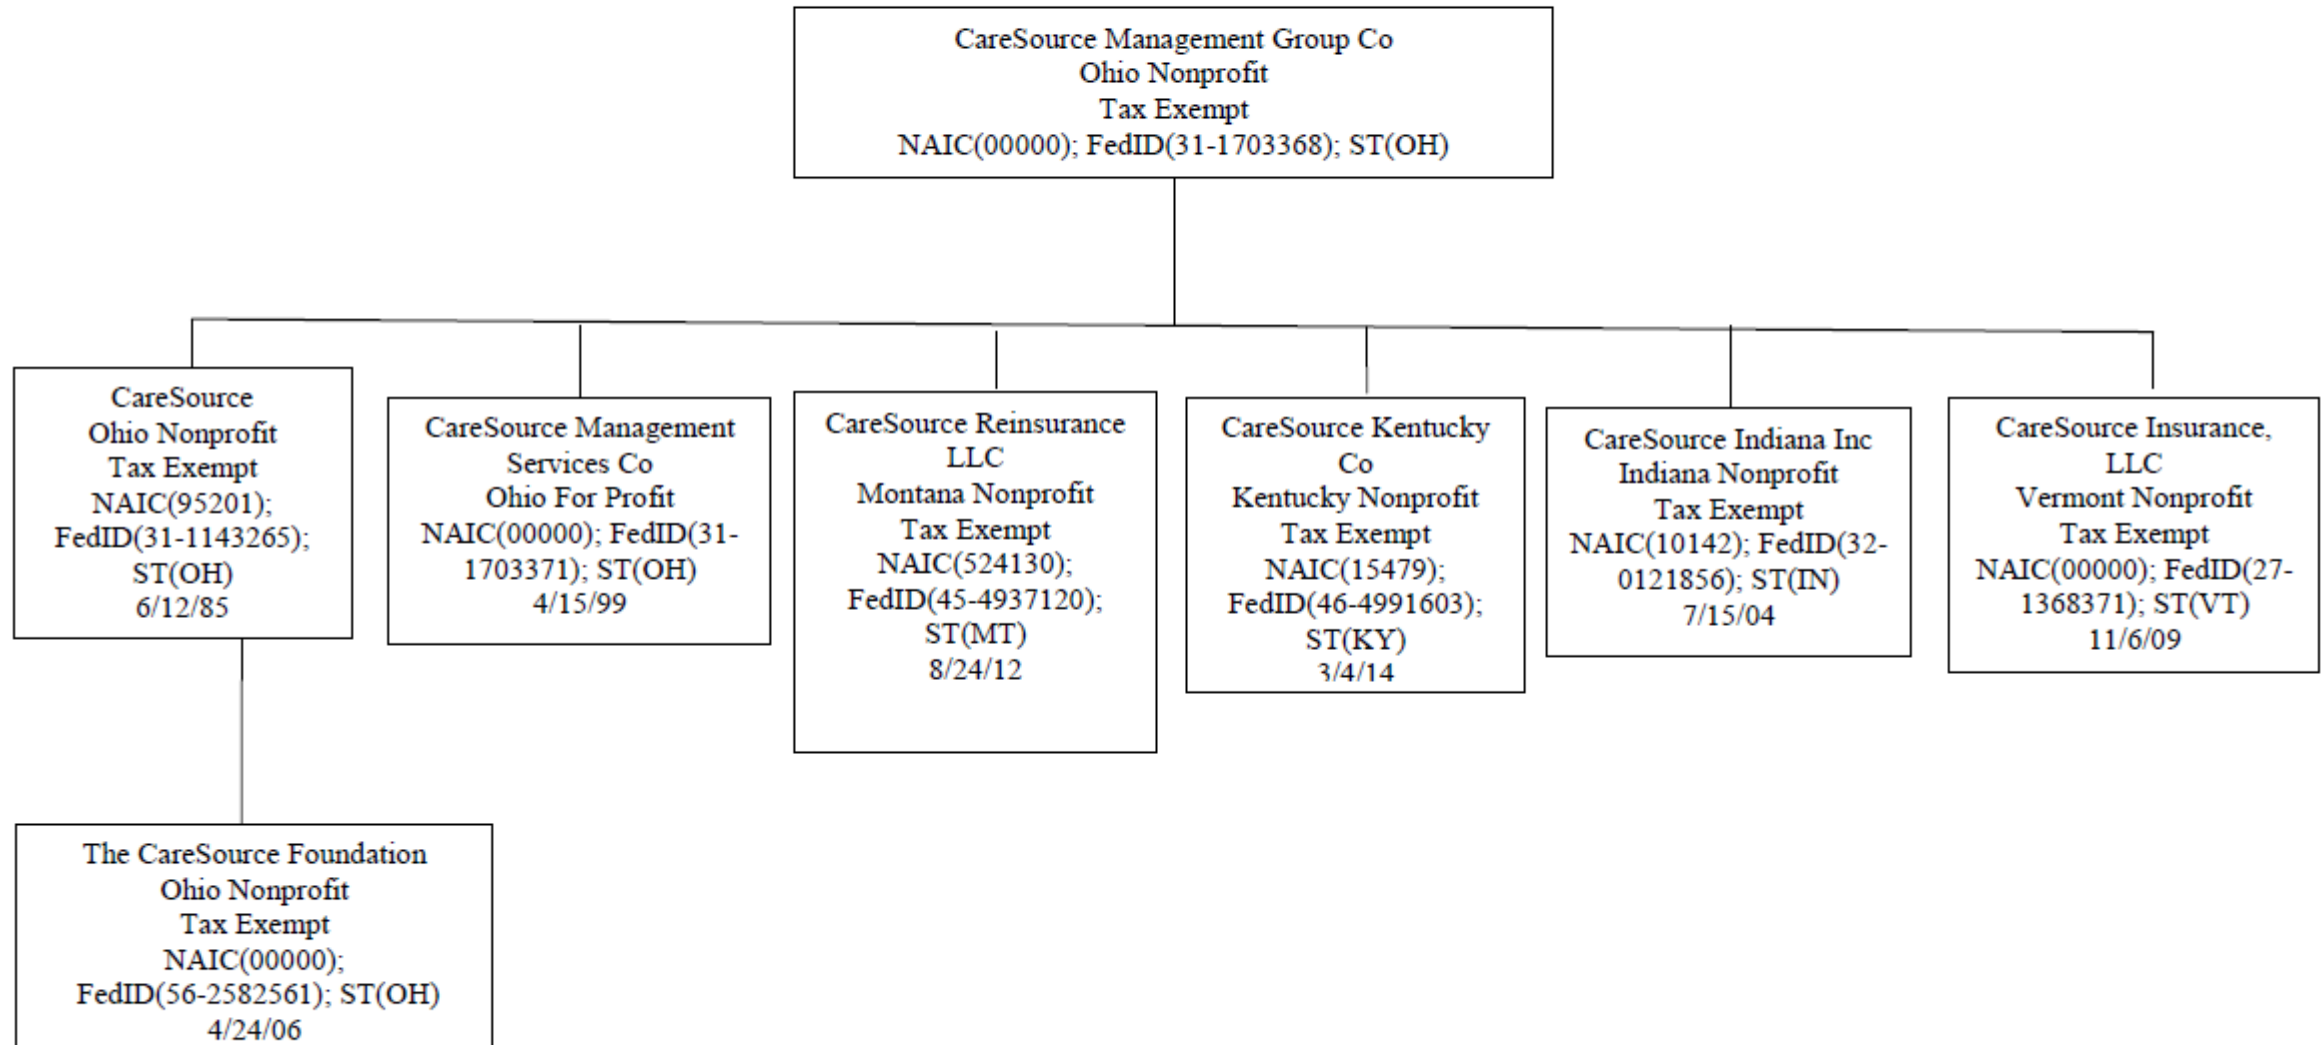 CareSource Management Group Co
Ohio Nonprofit
Tax Exempt
NAIC(00000); FedID(31-1703368); ST(OH)
CareSource
Ohio Nonprofit
Tax Exempt
NAIC(95201);
FedID(31-1143265);
ST(OH)
6/12/85
CareSource Management
Services Co
Ohio For Profit
NAIC(00000); FedID(31-
1703371); ST(OH)
4/15/99
CareSource Reinsurance
LLC
Montana Nonprofit
Tax Exempt
NAIC(524130);
FedID(45-4937120);
ST(MT)
8/24/12
CareSource Kentucky
Co
Kentucky Nonprofit
Tax Exempt
NAIC(15479);
FedID(46-4991603);
ST(KY)
3/4/14
CareSource Indiana Inc
Indiana Nonprofit
Tax Exempt
NAIC(10142); FedID(32-
0121856); ST(IN)
7/15/04
CareSource Insurance,
LLC
Vermont Nonprofit
Tax Exempt
NAIC(00000); FedID(27-
1368371); ST(VT)
11/6/09
The CareSource Foundation
Ohio Nonprofit
Tax Exempt
NAIC(00000);
FedID(56-2582561); ST(OH)
4/24/06